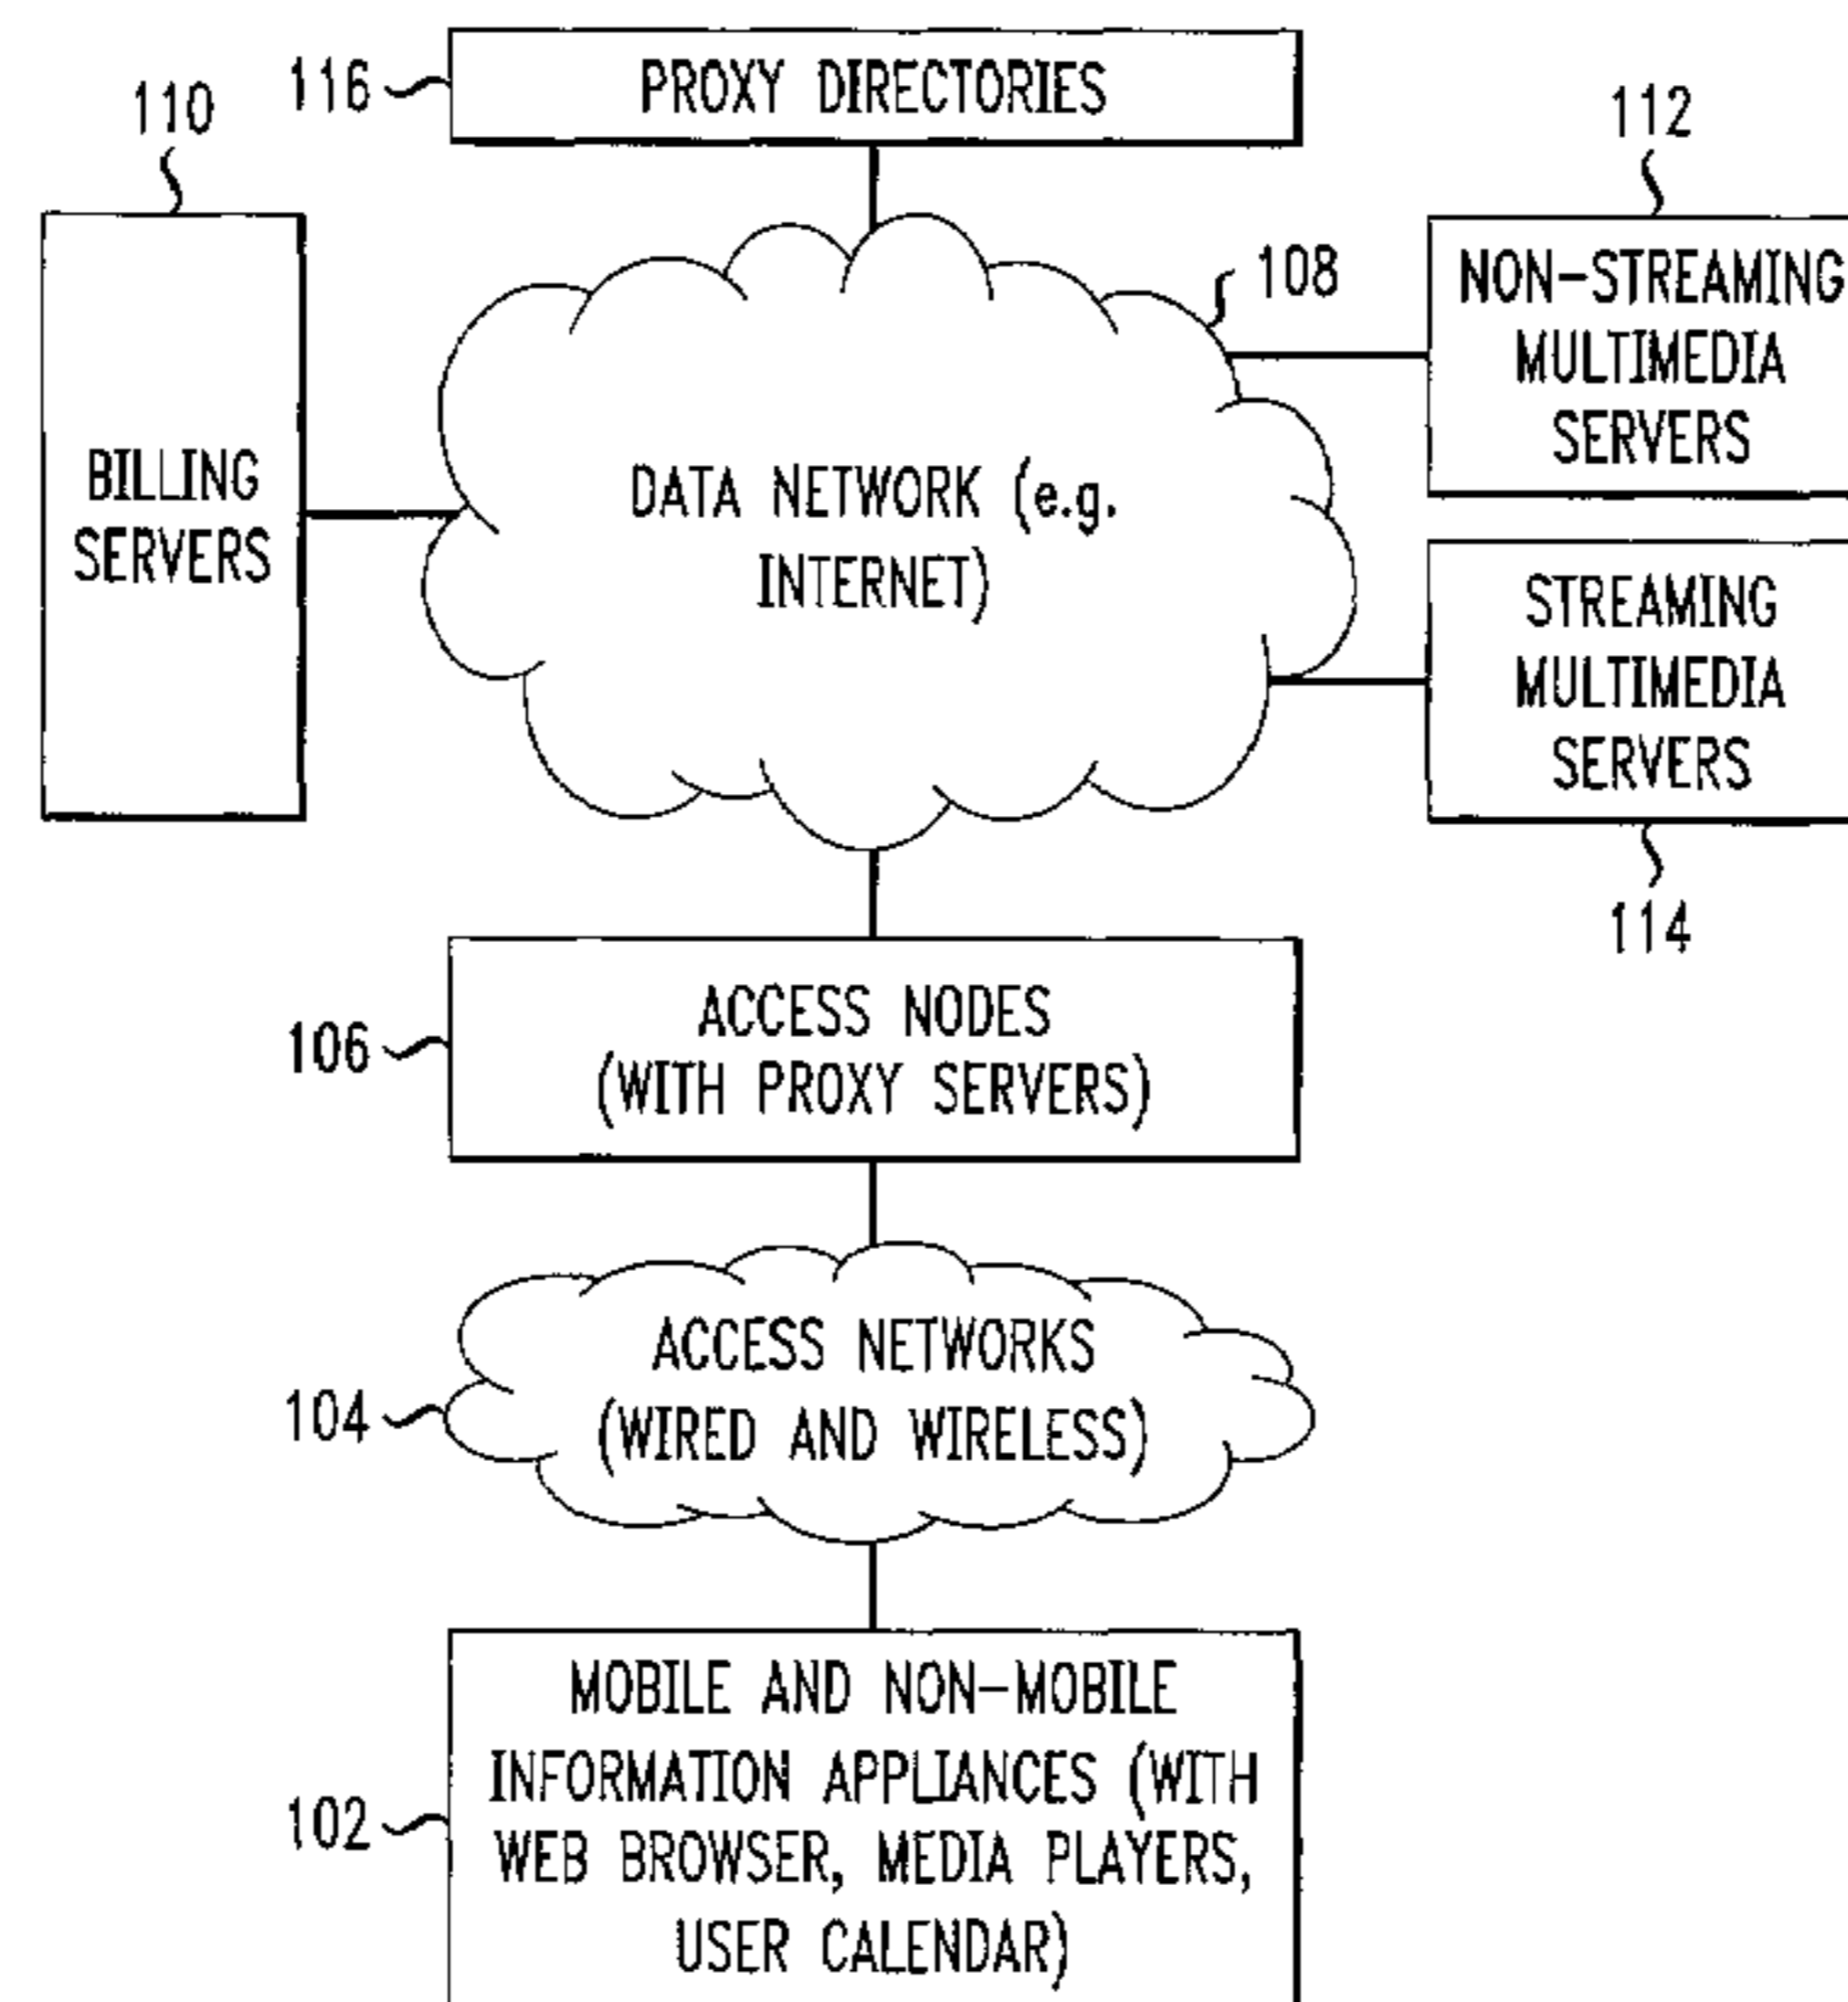 116
PROXY DIRECTORIES
110
112
BILLING
SERVERS
108
NON-STREAMING
MULTIMEDIA
SERVERS
DATA NETWORK (e.g.
INTERNET)
STREAMING
MULTIMEDIA
SERVERS
114
106
ACCESS NODES
(WITH PROXY SERVERS)
104
ACCESS NETWORKS
(WIRED AND WIRELESS)
102
MOBILE AND NON-MOBILE
INFORMATION APPLIANCES (WITH
WEB BROWSER, MEDIA PLAYERS,
USER CALENDAR)